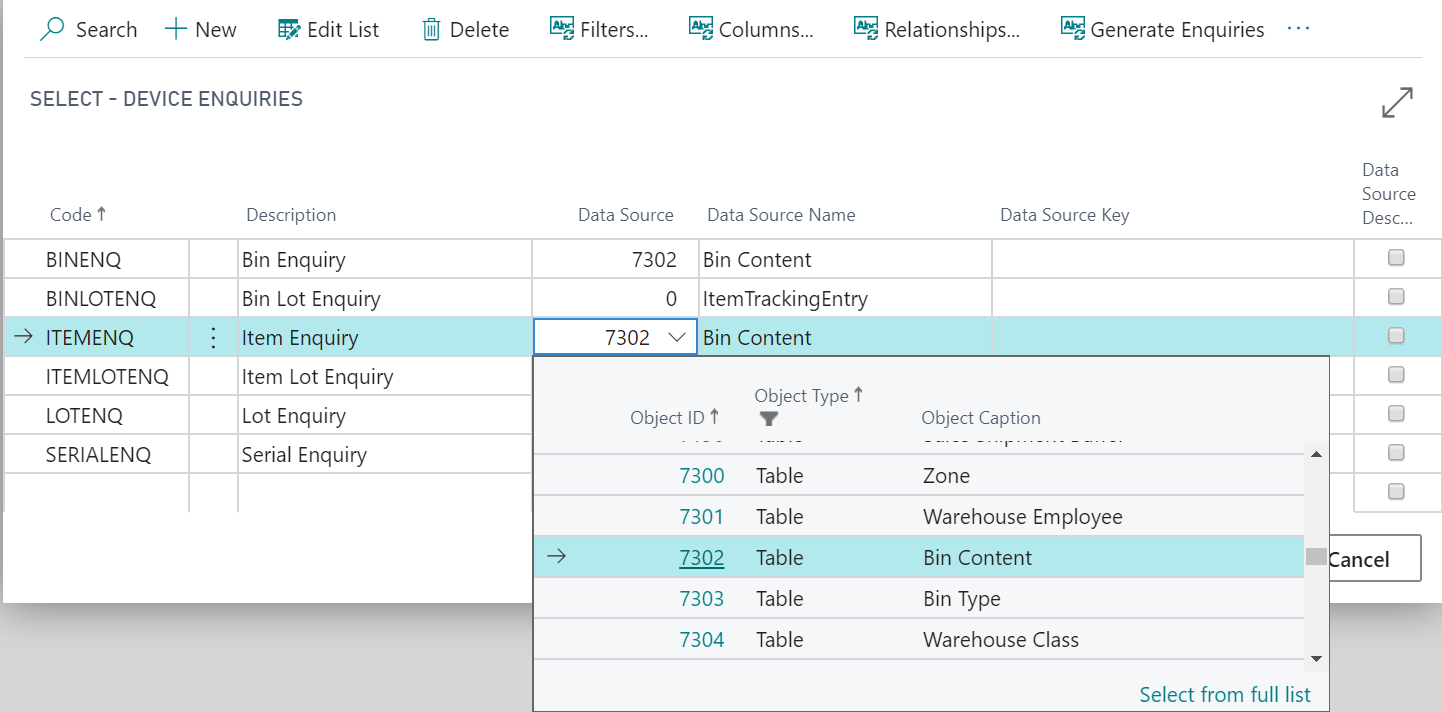 Search New Edit List Delete Filters... Columns... Relationships... Generate Enquiries ...
SELECT - DEVICE ENQUIRIES
Code ↑ Description Data Source Data Source Name Data Source Key Data Source Desc...
BINENQ Bin Enquiry 7302 Bin Content
BINLOTENQ Bin Lot Enquiry 0 ItemTrackingEntry
ITEMENQ Item Enquiry 7302 Bin Content
ITEMLOTENQ Item Lot Enquiry
LOTENQ Lot Enquiry
SERIALENQ Serial Enquiry
Object ID ↑ Object Type ↑ Object Caption
7300 Table Zone
7301 Table Warehouse Employee
7302 Table Bin Content
7303 Table Bin Type
7304 Table Warehouse Class
Select from full list
Cancel